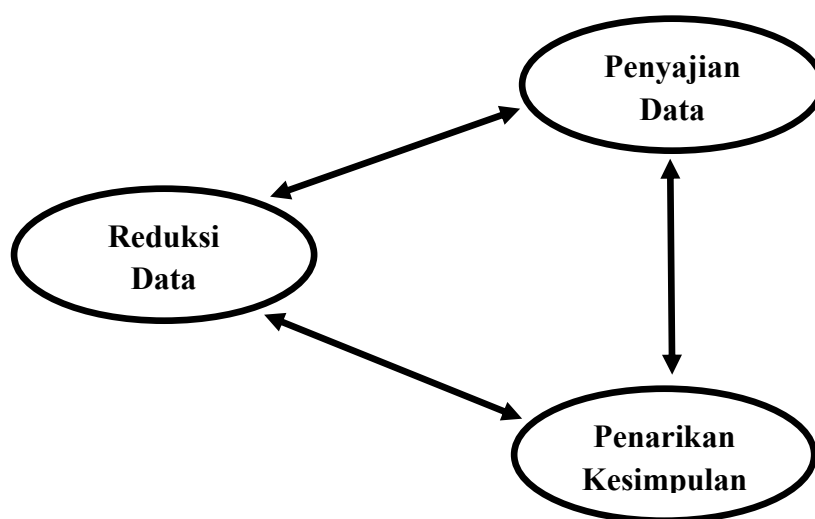 Penyajian
Data
Reduksi
Data
Penarikan
Kesimpulan